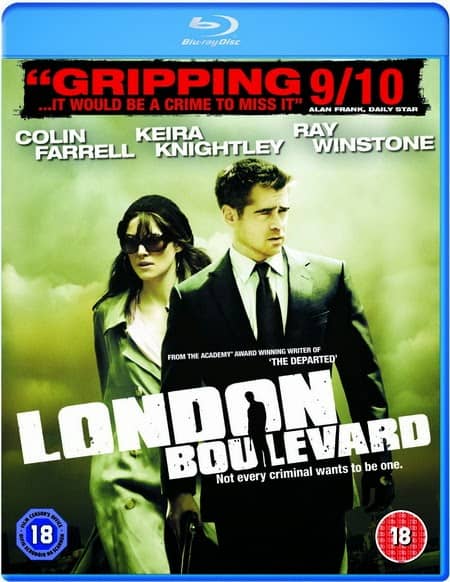 Blu-ray Disc
"GRIPPING 9/10
...IT WOULD BE A CRIME TO MISS IT" ALAN FRANK, DAILY STAR
COLIN FARRELL
KEIRA KNIGHTLEY
RAY WINSTONE
FROM THE ACADEMY® AWARD WINNING WRITER OF
'THE DEPARTED'
LONDON
BOULEVARD
Not every criminal wants to be one.
18
18